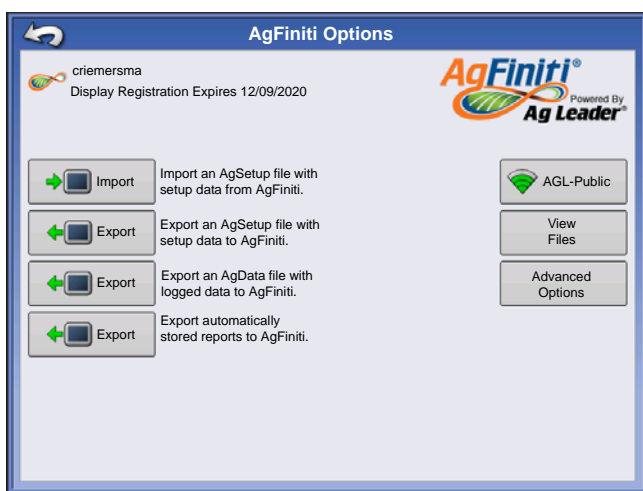 AgFiniti Options
criemersma
Display Registration Expires 12/09/2020
AgFiniti®
Powered By
Ag Leader®
Import
Import an AgSetup file with
setup data from AgFiniti.
AGL-Public
Export
Export an AgSetup file with
setup data to AgFiniti.
View
Files
Export
Export an AgData file with
logged data to AgFiniti.
Advanced
Options
Export
Export automatically
stored reports to AgFiniti.